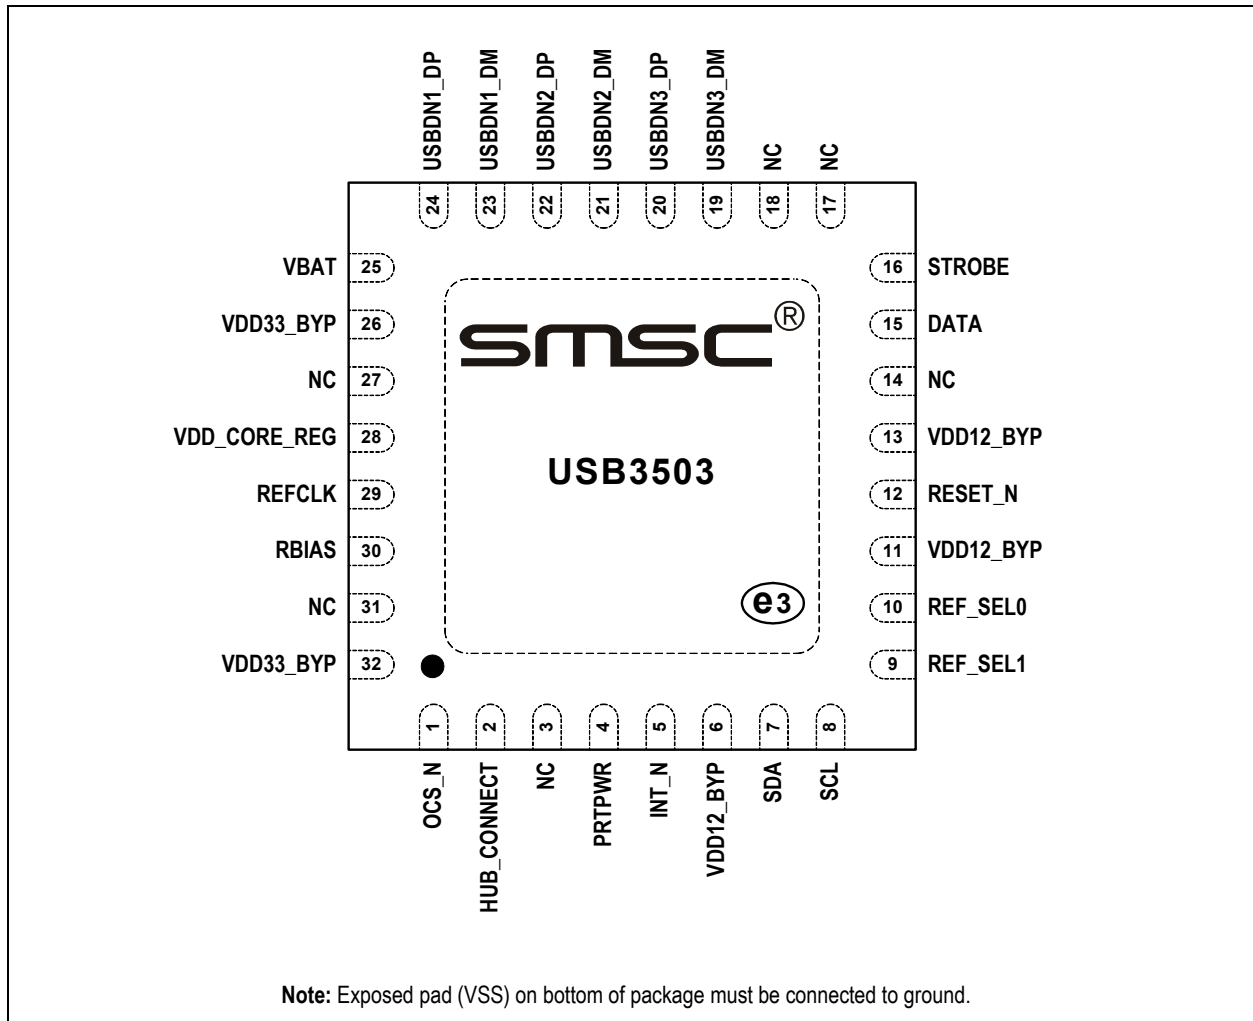 USBDN1_DP
USBDN1_DM
USBDN2_DP
USBDN2_DM
USBDN3_DP
USBDN3_DM
NC
NC
24
23
22
21
20
19
18
17
VBAT 25
VDD33_BYP 26
NC 27
VDD_CORE_REG 28
REFCLK 29
RBIAS 30
NC 31
VDD33_BYP 32
SMSC®
USB3503
e3
16 STROBE
15 DATA
14 NC
13 VDD12_BYP
12 RESET_N
11 VDD12_BYP
10 REF_SEL0
9 REF_SEL1
1
2
3
4
5
6
7
8
OCS_N
HUB_CONNECT
NC
PRTPWR
INT_N
VDD12_BYP
SDA
SCL
Note: Exposed pad (VSS) on bottom of package must be connected to ground.